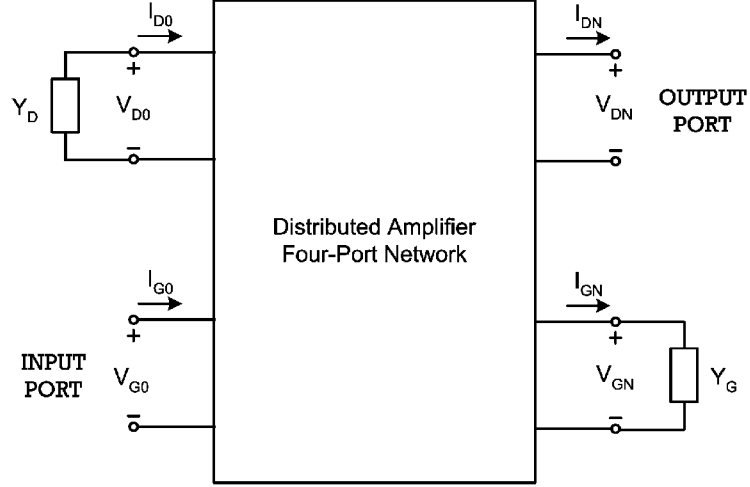 I_D0
I_DN
+
+
Y_D
V_D0
V_DN
OUTPUT
PORT
−
−
Distributed Amplifier
Four-Port Network
I_G0
I_GN
+
+
INPUT
PORT
V_G0
V_GN
Y_G
−
−